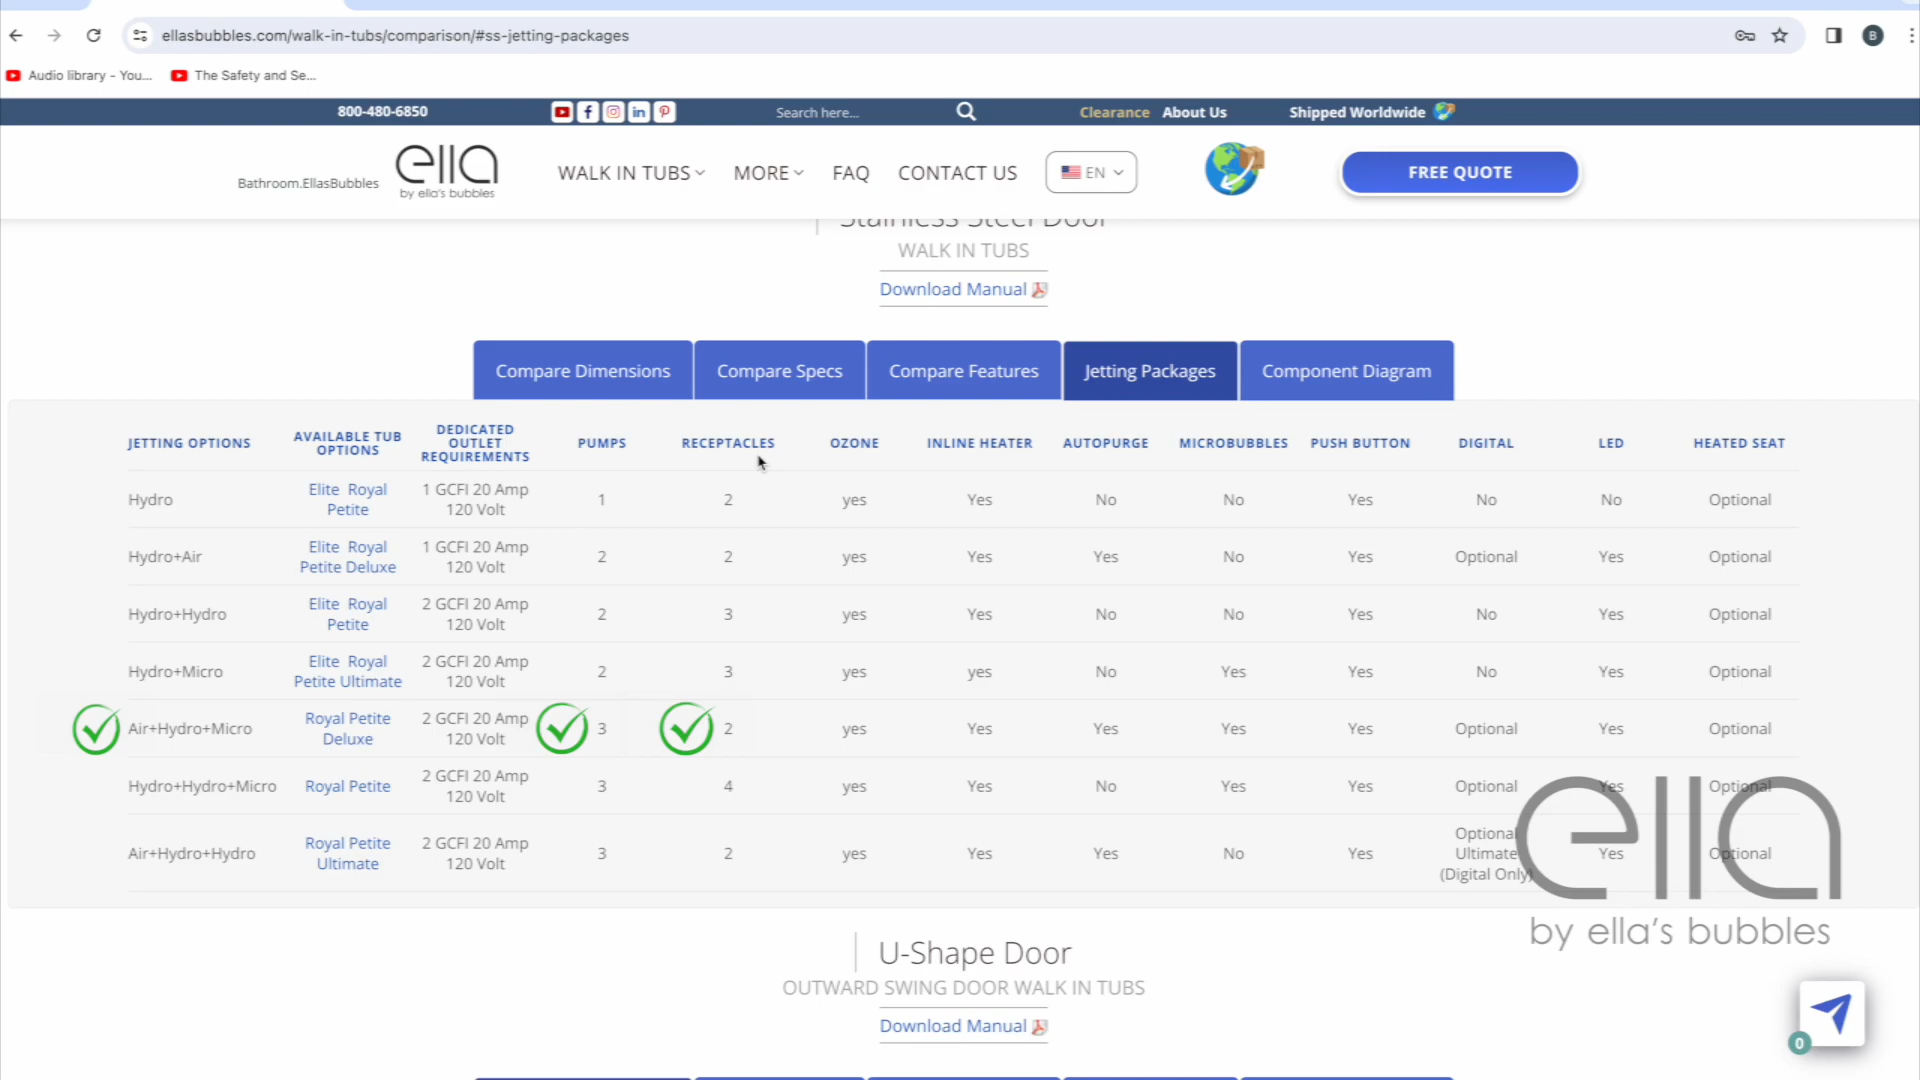 ellasbubbles.com/walk-in-tubs/comparison/#ss-jetting-packages
B
Audio library - You... The Safety and Se...
800-480-6850 Search here... Clearance About Us Shipped Worldwide
Bathroom.EllasBubbles ella by ella's bubbles WALK IN TUBS MORE FAQ CONTACT US EN FREE QUOTE
Stainless Steel Door
WALK IN TUBS
Download Manual
Compare Dimensions Compare Specs Compare Features Jetting Packages Component Diagram
JETTING OPTIONS AVAILABLE TUB OPTIONS DEDICATED OUTLET REQUIREMENTS PUMPS RECEPTACLES OZONE INLINE HEATER AUTOPURGE MICROBUBBLES PUSH BUTTON DIGITAL LED HEATED SEAT
Hydro Elite Royal Petite 1 GCFI 20 Amp 120 Volt 1 2 yes Yes No No Yes No No Optional
Hydro+Air Elite Royal Petite Deluxe 1 GCFI 20 Amp 120 Volt 2 2 yes Yes Yes No Yes Optional Yes Optional
Hydro+Hydro Elite Royal Petite 2 GCFI 20 Amp 120 Volt 2 3 yes Yes No No Yes No Yes Optional
Hydro+Micro Elite Royal Petite Ultimate 2 GCFI 20 Amp 120 Volt 2 3 yes yes No Yes Yes No Yes Optional
Air+Hydro+Micro Royal Petite Deluxe 2 GCFI 20 Amp 120 Volt 3 2 yes Yes Yes Yes Yes Optional Yes Optional
Hydro+Hydro+Micro Royal Petite 2 GCFI 20 Amp 120 Volt 3 4 yes Yes No Yes Yes Optional Yes Optional
Air+Hydro+Hydro Royal Petite Ultimate 2 GCFI 20 Amp 120 Volt 3 2 yes Yes Yes No Yes Optional Ultimate (Digital Only) Yes Optional
ella
by ella's bubbles
U-Shape Door
OUTWARD SWING DOOR WALK IN TUBS
Download Manual
0